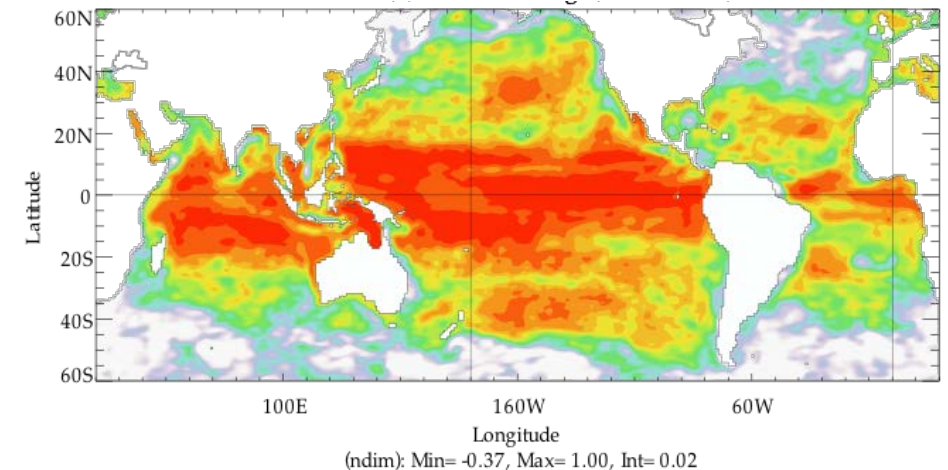 60N
40N
20N
0
20S
40S
60S
Latitude
100E 160W 60W
Longitude
(ndim): Min= -0.37, Max= 1.00, Int= 0.02